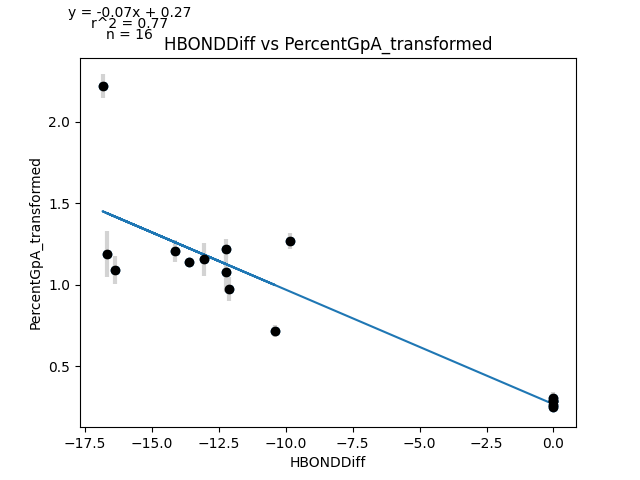 y = -0.07x + 0.27
r^2 = 0.77
n = 16
HBONDDiff vs PercentGpA_transformed
PercentGpA_transformed
2.0
1.5
1.0
0.5
−17.5 −15.0 −12.5 −10.0 −7.5 −5.0 −2.5 0.0
HBONDDiff